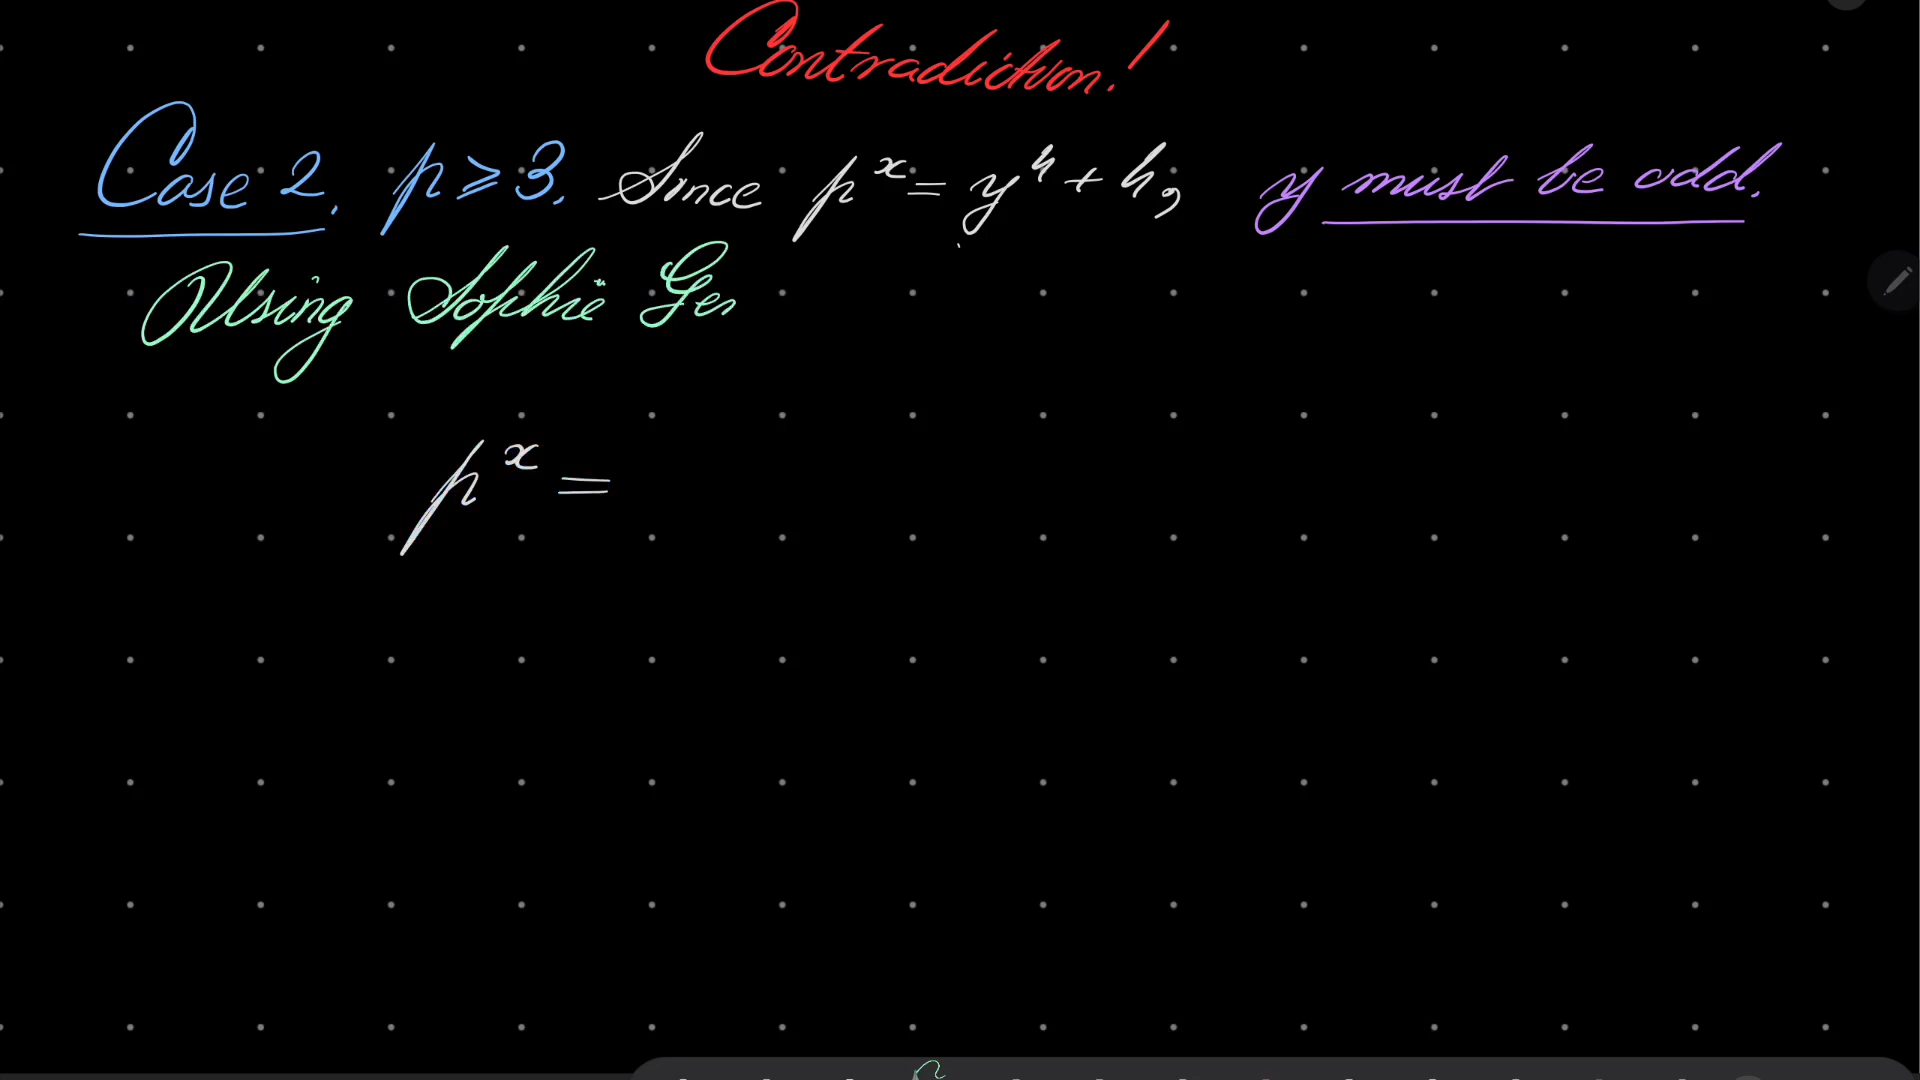 Contradiction!
Case 2. p ≥ 3. Since p^x = y^4 + 4, y must be odd.
Using Sophie Ger
p^x =